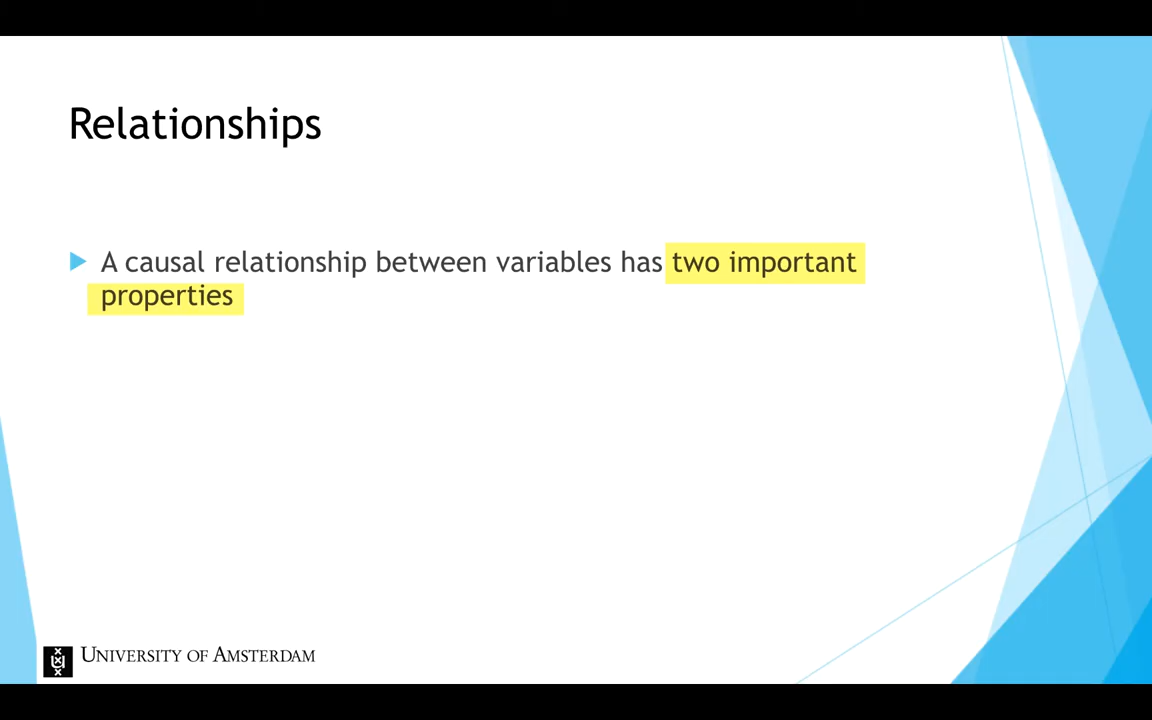 Relationships
A causal relationship between variables has two important
properties
UNIVERSITY OF AMSTERDAM